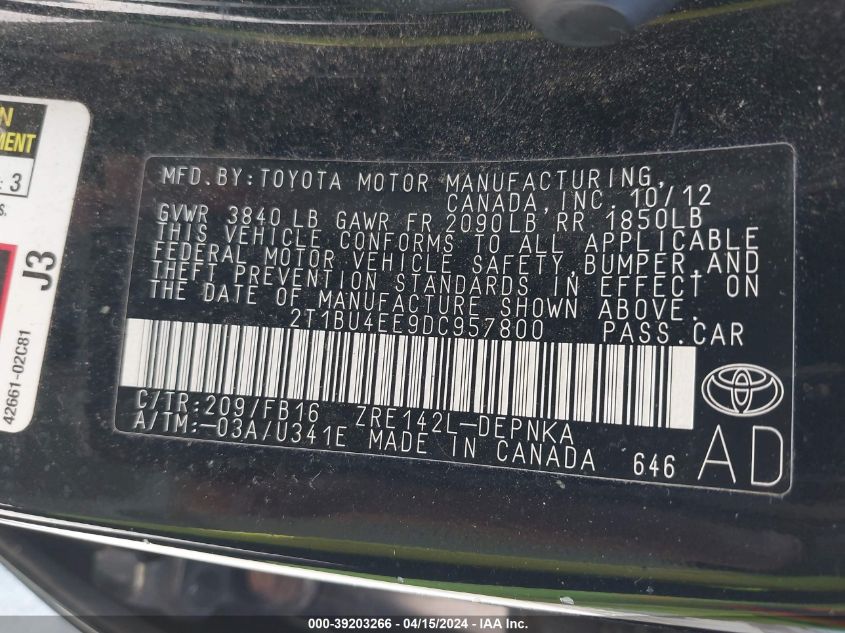 N
MENT
: 3
S.
J3
42661-02C81
MFD.BY:TOYOTA MOTOR MANUFACTURING,
CANADA, INC. 10/12
GVWR 3840 LB GAWR FR 2090LB RR 1850LB
THIS VEHICLE CONFORMS TO ALL APPLICABLE
FEDERAL MOTOR VEHICLE SAFETY, BUMPER, AND
THEFT PREVENTION STANDARDS IN EFFECT ON
THE DATE OF MANUFACTURE SHOWN ABOVE.
2T1BU4EE9DC957800 PASS.CAR
C/TR:209/FB16 ZRE142L-DEPNKA
A/TM:-03A/U341E MADE IN CANADA 646 AD
000-39203266 - 04/15/2024 - IAA Inc.